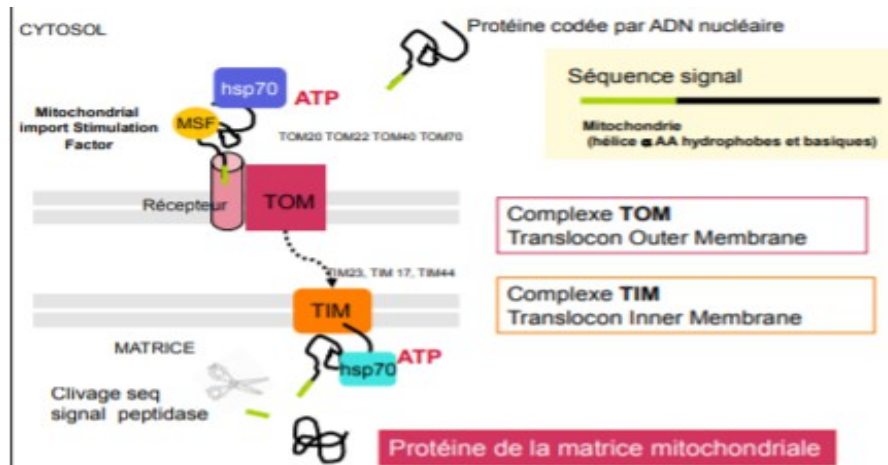 CYTOSOL
Protéine codée par ADN nucléaire
hsp70
ATP
Séquence signal
Mitochondrial
import Stimulation
Factor
MSF
TOM20 TOM22 TOM40 TOM70
Mitochondrie
(hélice α AA hydrophobes et basiques)
Récepteur
TOM
Complexe TOM
Translocon Outer Membrane
TIM23, TIM 17, TIM44
TIM
Complexe TIM
Translocon Inner Membrane
MATRICE
hsp70
ATP
Clivage seq
signal peptidase
Protéine de la matrice mitochondriale